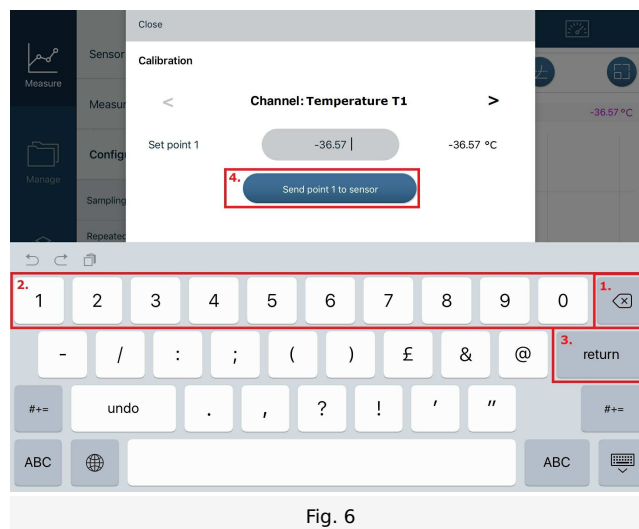 Close
Sensor
Calibration
Measure
Measur
< Channel: Temperature T1 >
-36.57 °C
Configu
Set point 1 -36.57 -36.57 °C
Manage
4. Send point 1 to sensor
Sampling
Repeated
2. 1 2 3 4 5 6 7 8 9 0 1.
- / : ; ( ) £ & @ 3. return
#+= undo . , ? ! ' " #+=
ABC ABC
Fig. 6